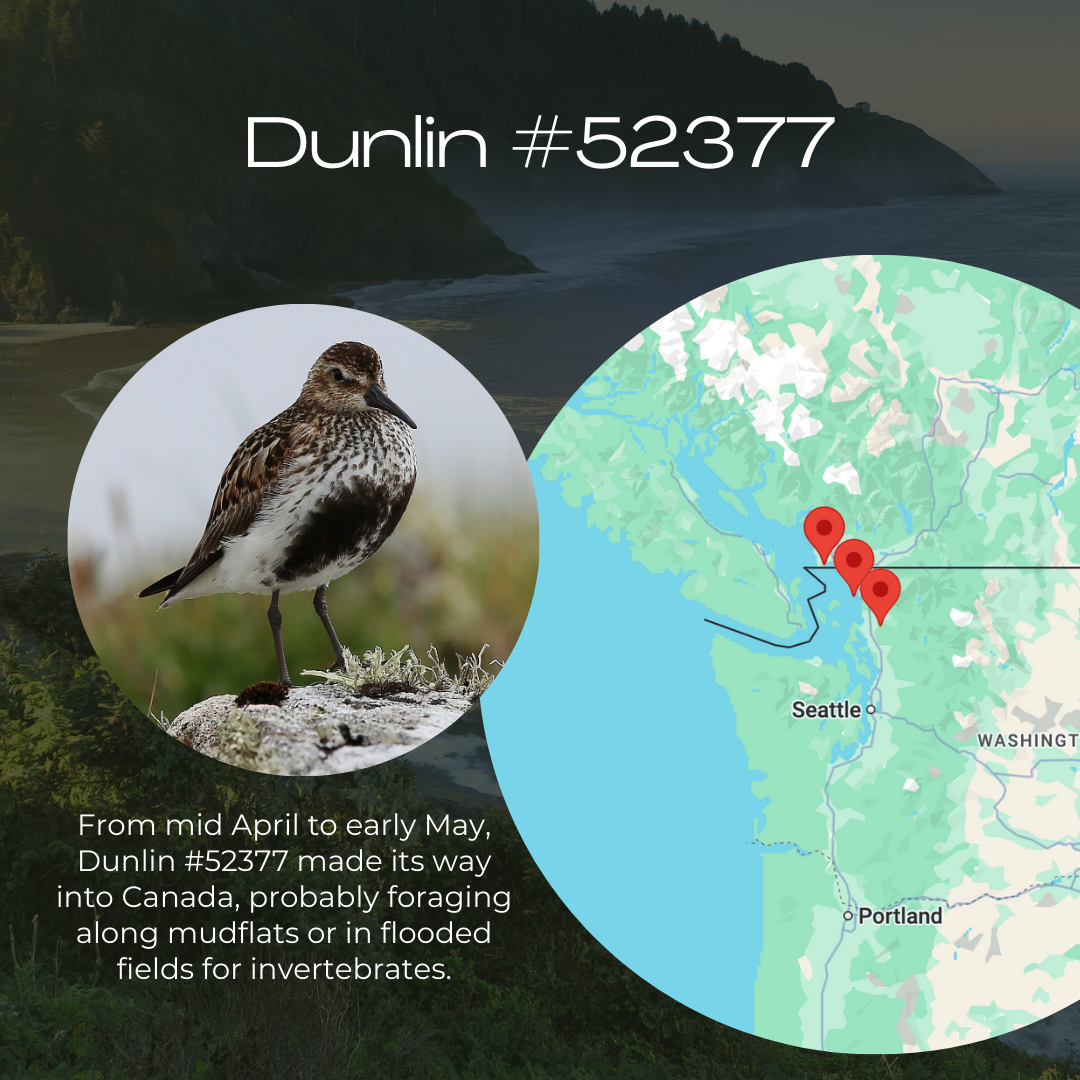 Dunlin #52377
Seattle
WASHINGT
Portland
From mid April to early May,
Dunlin #52377 made its way
into Canada, probably foraging
along mudflats or in flooded
fields for invertebrates.